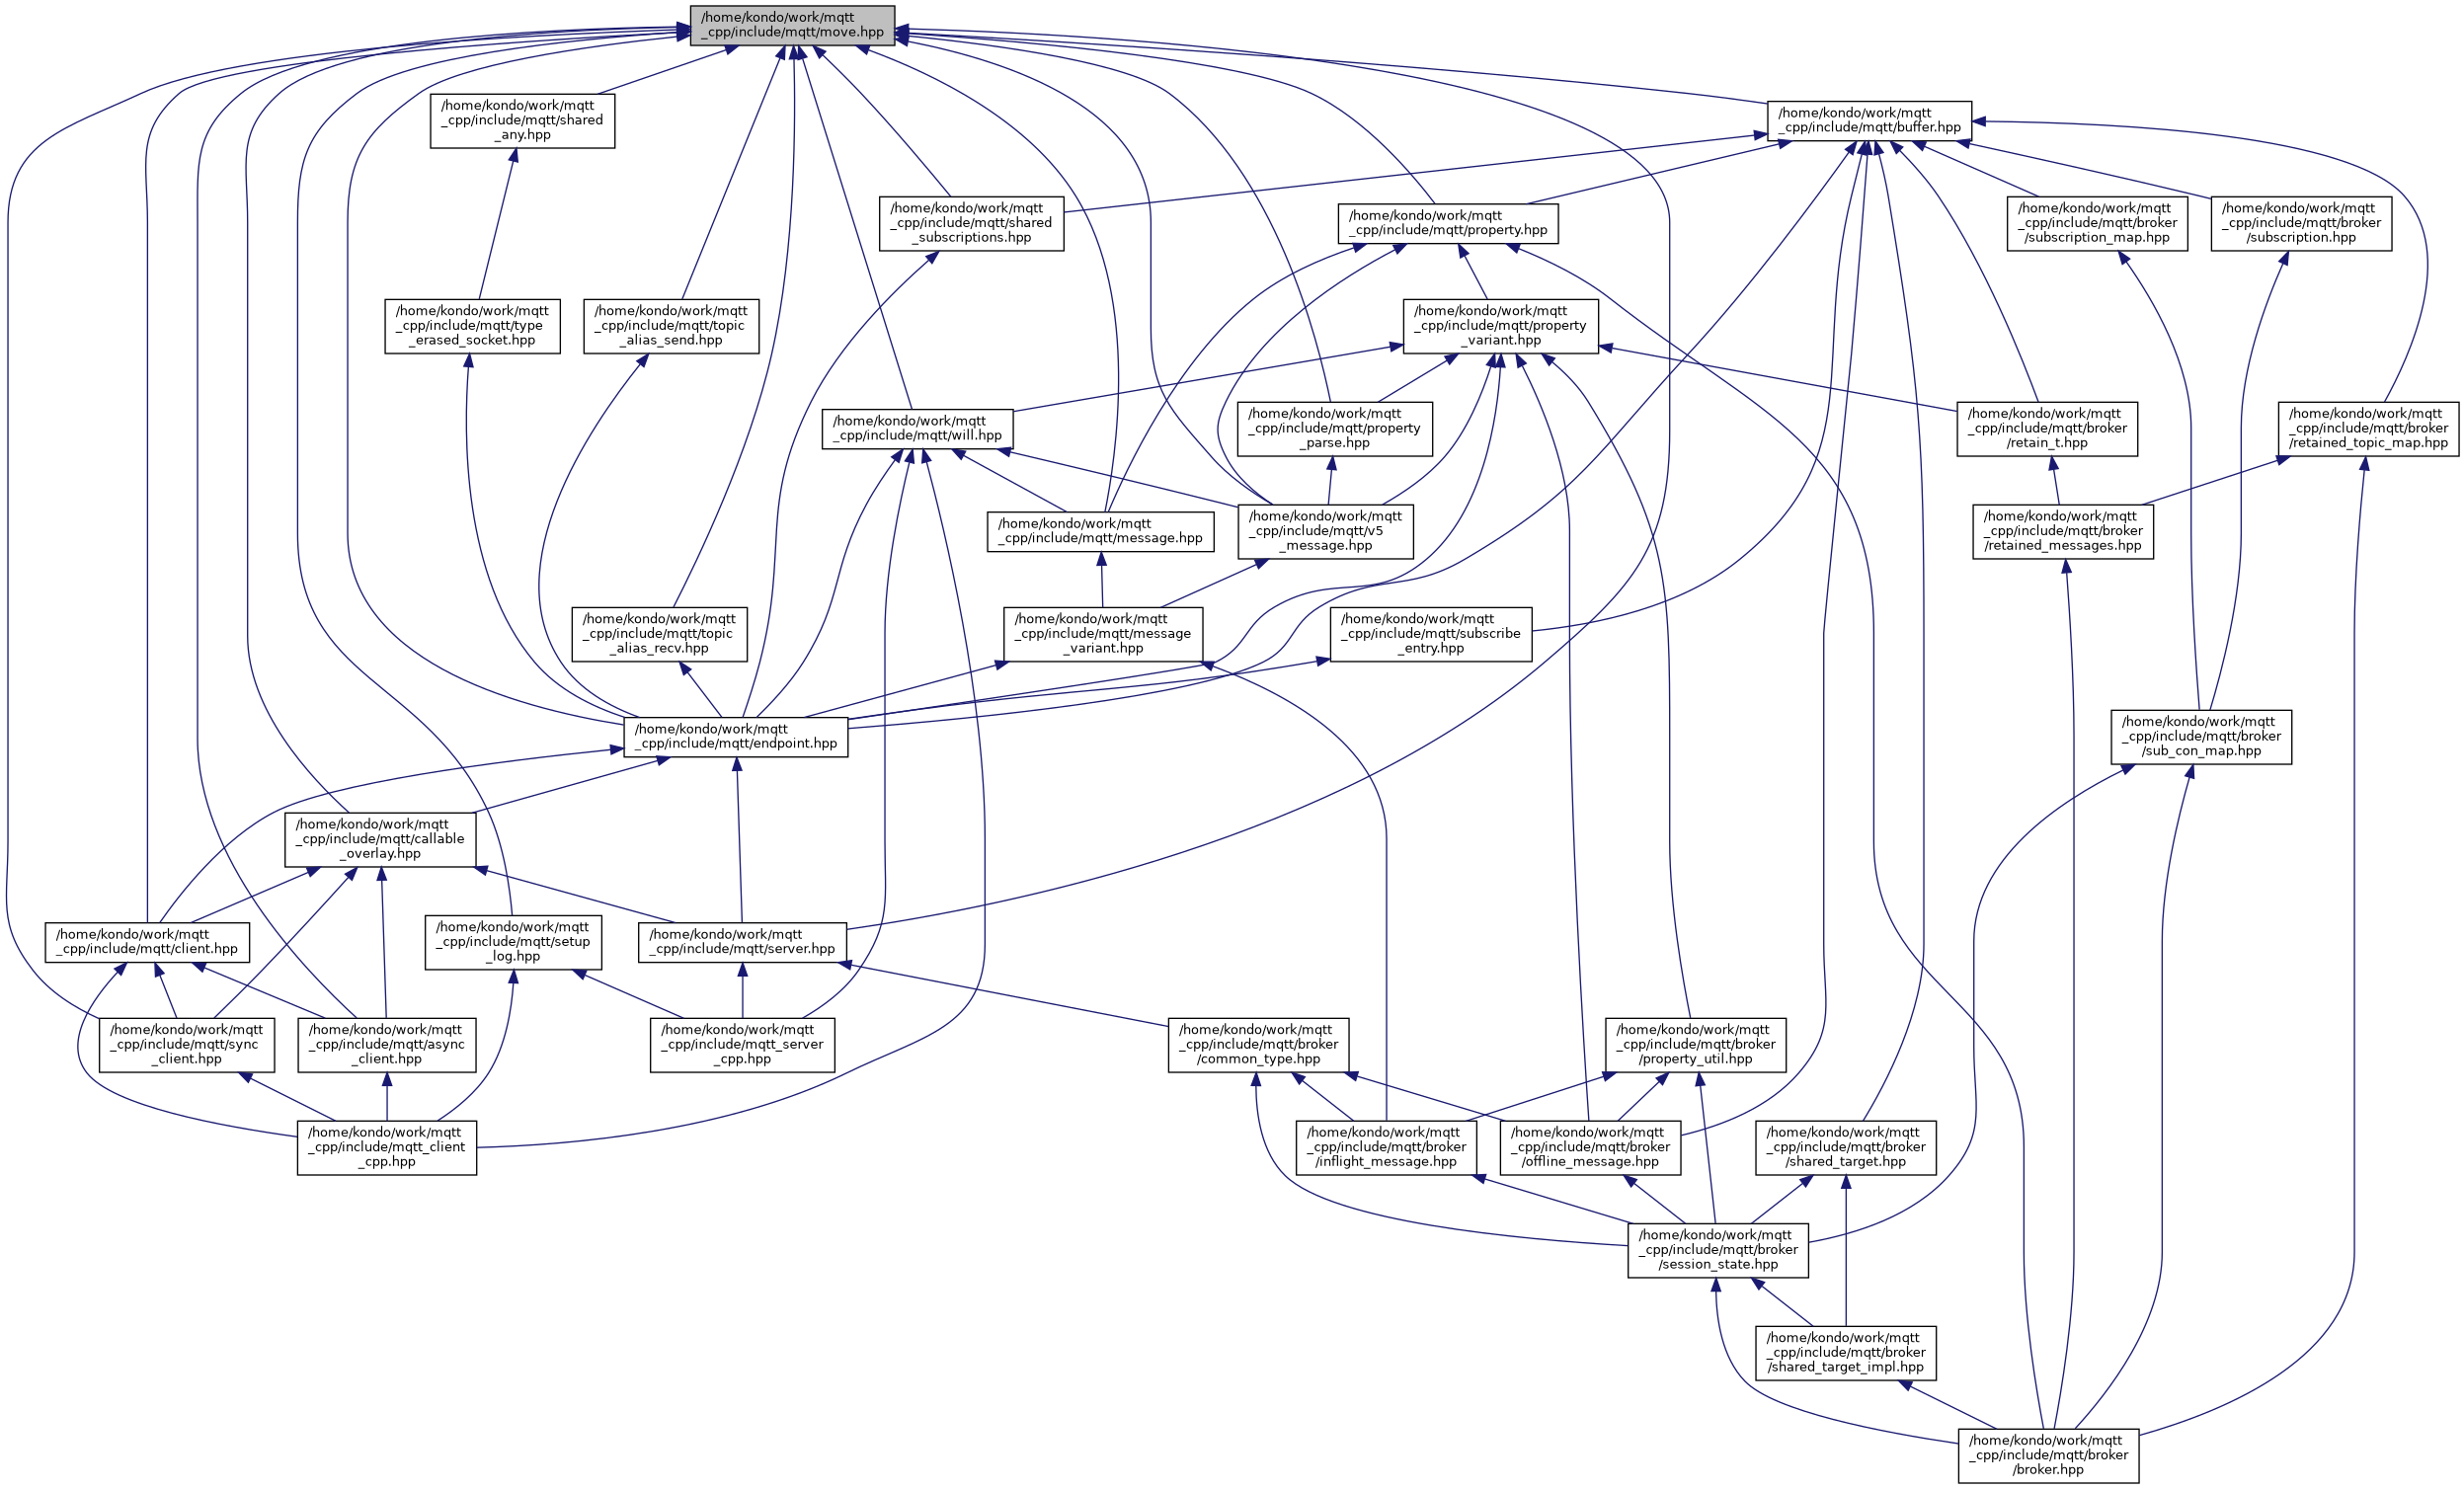 /home/kondo/work/mqtt
_cpp/include/mqtt/move.hpp
/home/kondo/work/mqtt
_cpp/include/mqtt/shared
_any.hpp
/home/kondo/work/mqtt
_cpp/include/mqtt/buffer.hpp
/home/kondo/work/mqtt
_cpp/include/mqtt/shared
_subscriptions.hpp
/home/kondo/work/mqtt
_cpp/include/mqtt/property.hpp
/home/kondo/work/mqtt
_cpp/include/mqtt/broker
/subscription_map.hpp
/home/kondo/work/mqtt
_cpp/include/mqtt/broker
/subscription.hpp
/home/kondo/work/mqtt
_cpp/include/mqtt/type
_erased_socket.hpp
/home/kondo/work/mqtt
_cpp/include/mqtt/topic
_alias_send.hpp
/home/kondo/work/mqtt
_cpp/include/mqtt/property
_variant.hpp
/home/kondo/work/mqtt
_cpp/include/mqtt/will.hpp
/home/kondo/work/mqtt
_cpp/include/mqtt/property
_parse.hpp
/home/kondo/work/mqtt
_cpp/include/mqtt/broker
/retain_t.hpp
/home/kondo/work/mqtt
_cpp/include/mqtt/broker
/retained_topic_map.hpp
/home/kondo/work/mqtt
_cpp/include/mqtt/message.hpp
/home/kondo/work/mqtt
_cpp/include/mqtt/v5
_message.hpp
/home/kondo/work/mqtt
_cpp/include/mqtt/broker
/retained_messages.hpp
/home/kondo/work/mqtt
_cpp/include/mqtt/topic
_alias_recv.hpp
/home/kondo/work/mqtt
_cpp/include/mqtt/message
_variant.hpp
/home/kondo/work/mqtt
_cpp/include/mqtt/subscribe
_entry.hpp
/home/kondo/work/mqtt
_cpp/include/mqtt/endpoint.hpp
/home/kondo/work/mqtt
_cpp/include/mqtt/broker
/sub_con_map.hpp
/home/kondo/work/mqtt
_cpp/include/mqtt/callable
_overlay.hpp
/home/kondo/work/mqtt
_cpp/include/mqtt/client.hpp
/home/kondo/work/mqtt
_cpp/include/mqtt/setup
_log.hpp
/home/kondo/work/mqtt
_cpp/include/mqtt/server.hpp
/home/kondo/work/mqtt
_cpp/include/mqtt/sync
_client.hpp
/home/kondo/work/mqtt
_cpp/include/mqtt/async
_client.hpp
/home/kondo/work/mqtt
_cpp/include/mqtt_server
_cpp.hpp
/home/kondo/work/mqtt
_cpp/include/mqtt/broker
/common_type.hpp
/home/kondo/work/mqtt
_cpp/include/mqtt/broker
/property_util.hpp
/home/kondo/work/mqtt
_cpp/include/mqtt_client
_cpp.hpp
/home/kondo/work/mqtt
_cpp/include/mqtt/broker
/inflight_message.hpp
/home/kondo/work/mqtt
_cpp/include/mqtt/broker
/offline_message.hpp
/home/kondo/work/mqtt
_cpp/include/mqtt/broker
/shared_target.hpp
/home/kondo/work/mqtt
_cpp/include/mqtt/broker
/session_state.hpp
/home/kondo/work/mqtt
_cpp/include/mqtt/broker
/shared_target_impl.hpp
/home/kondo/work/mqtt
_cpp/include/mqtt/broker
/broker.hpp